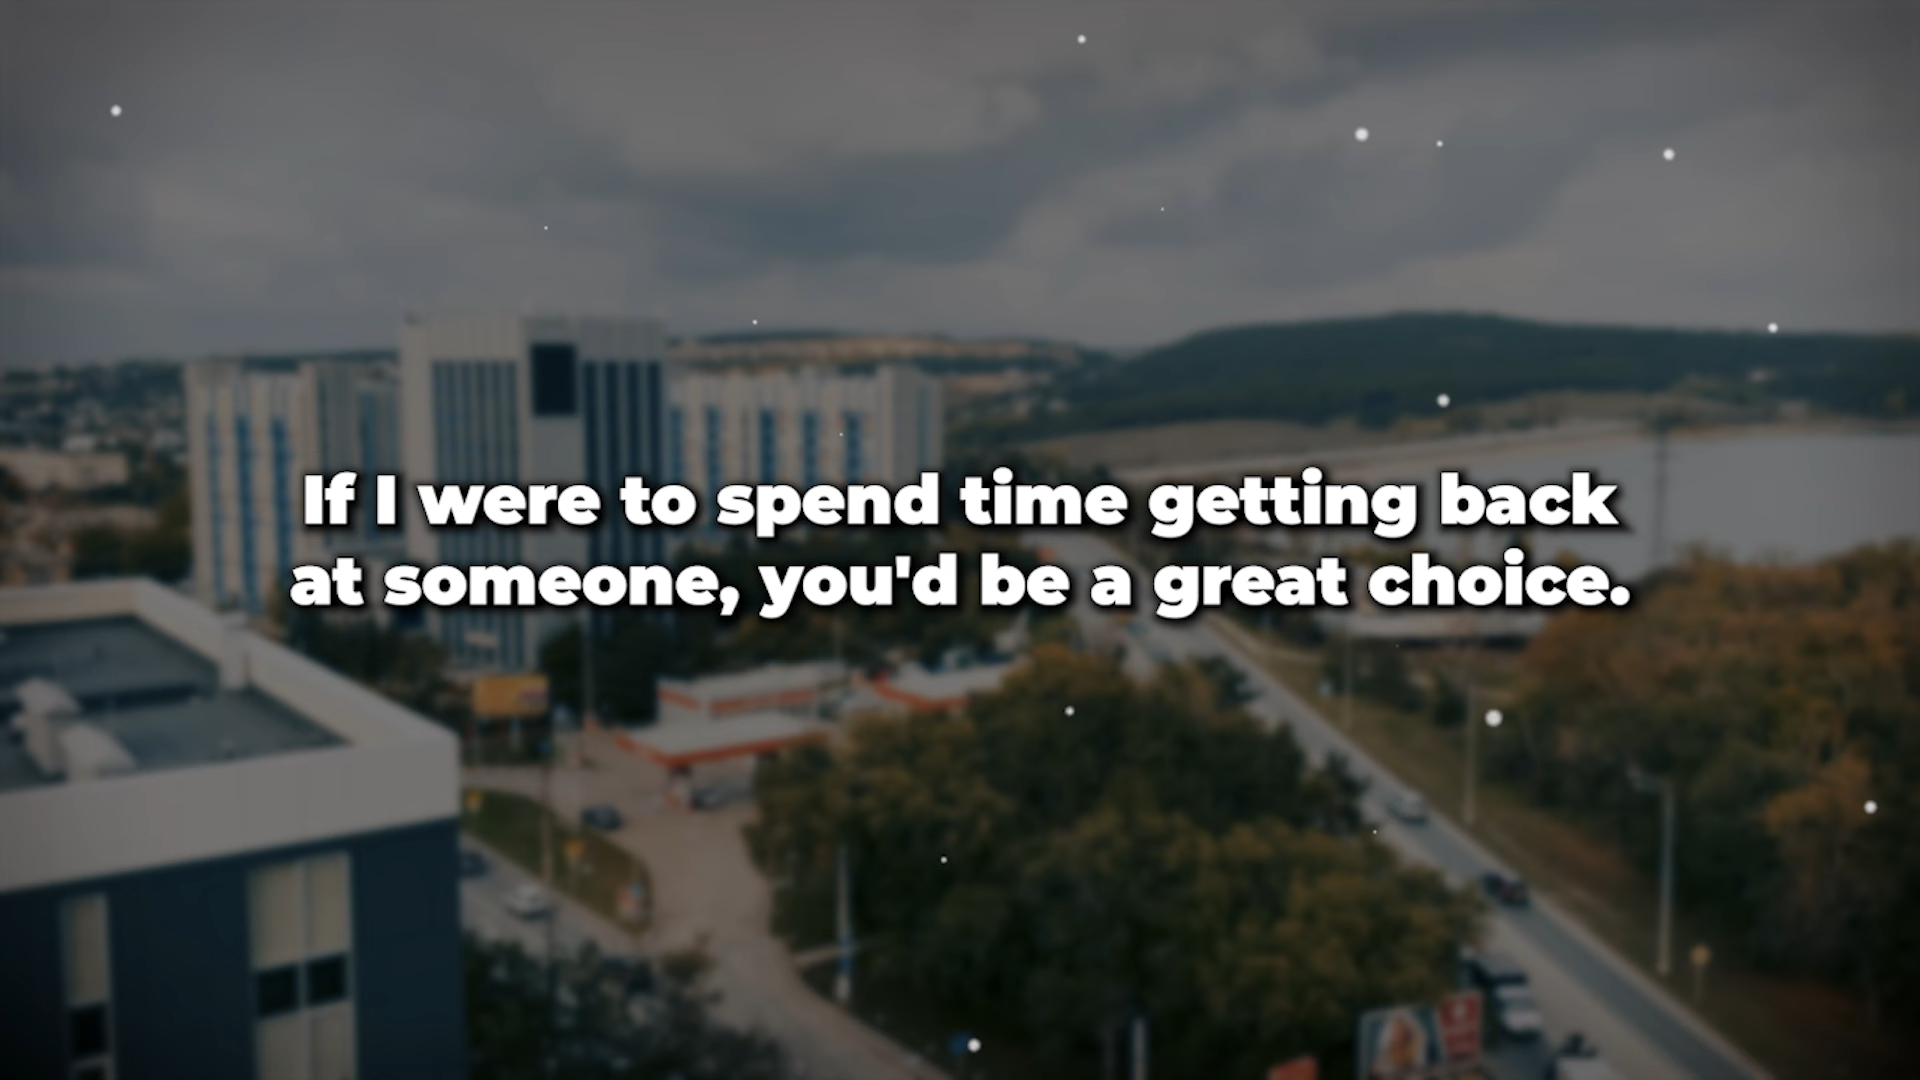 If I were to spend time getting back
at someone, you'd be a great choice.